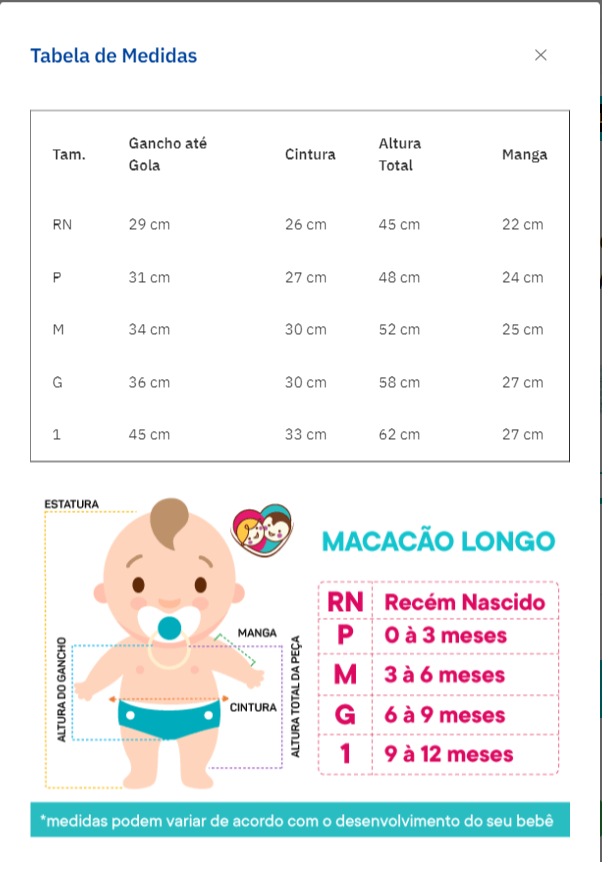 Tabela de Medidas
Tam. Gancho até Gola Cintura Altura Total Manga
RN 29 cm 26 cm 45 cm 22 cm
P 31 cm 27 cm 48 cm 24 cm
M 34 cm 30 cm 52 cm 25 cm
G 36 cm 30 cm 58 cm 27 cm
1 45 cm 33 cm 62 cm 27 cm
ESTATURA
MANGA
CINTURA
ALTURA DO GANCHO
ALTURA TOTAL DA PEÇA
MACACÃO LONGO
RN Recém Nascido
P 0 à 3 meses
M 3 à 6 meses
G 6 à 9 meses
1 9 à 12 meses
*medidas podem variar de acordo com o desenvolvimento do seu bebê